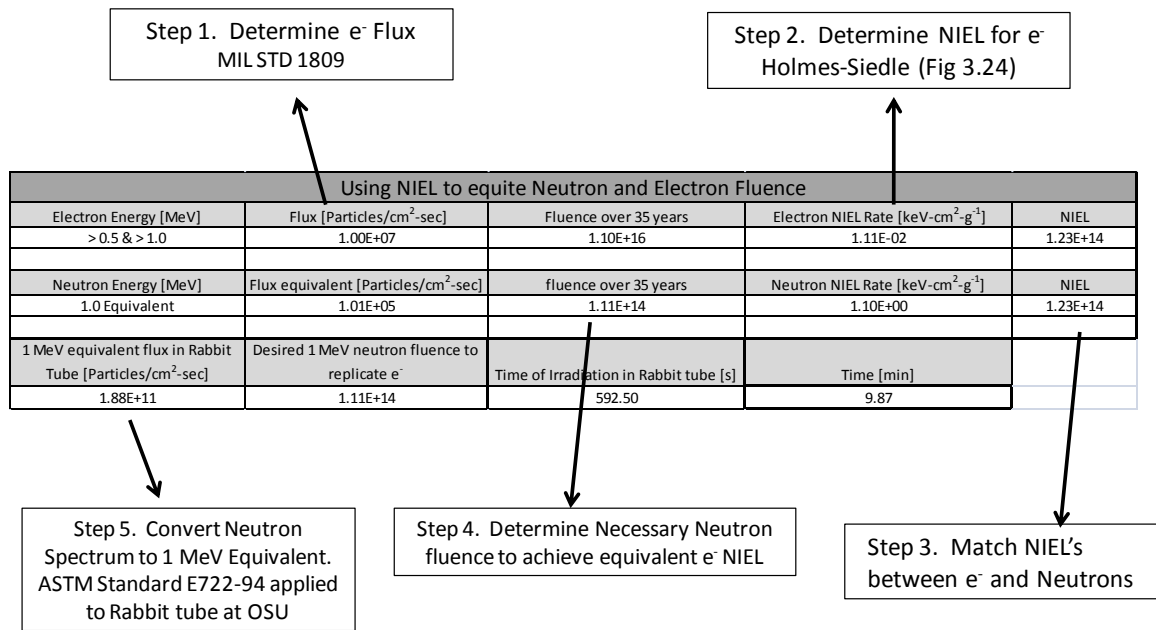 Step 1. Determine e- Flux
MIL STD 1809
Step 2. Determine NIEL for e-
Holmes-Siedle (Fig 3.24)
Using NIEL to equite Neutron and Electron Fluence
Electron Energy [MeV] Flux [Particles/cm²-sec] Fluence over 35 years Electron NIEL Rate [keV-cm²-g⁻¹] NIEL
> 0.5 & > 1.0 1.00E+07 1.10E+16 1.11E-02 1.23E+14
Neutron Energy [MeV] Flux equivalent [Particles/cm²-sec] fluence over 35 years Neutron NIEL Rate [keV-cm²-g⁻¹] NIEL
1.0 Equivalent 1.01E+05 1.11E+14 1.10E+00 1.23E+14
1 MeV equivalent flux in Rabbit
Tube [Particles/cm²-sec]
Desired 1 MeV neutron fluence to
replicate e-
Time of Irradiation in Rabbit tube [s] Time [min]
1.88E+11 1.11E+14 592.50 9.87
Step 5. Convert Neutron
Spectrum to 1 MeV Equivalent.
ASTM Standard E722-94 applied
to Rabbit tube at OSU
Step 4. Determine Necessary Neutron
fluence to achieve equivalent e- NIEL
Step 3. Match NIEL's
between e- and Neutrons